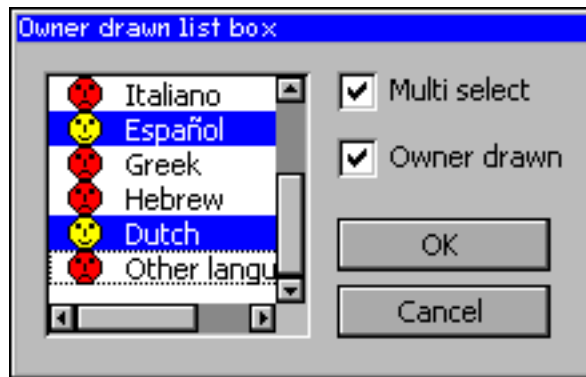 Owner drawn list box
Italiano
Español
Greek
Hebrew
Dutch
Other langu
Multi select
Owner drawn
OK
Cancel